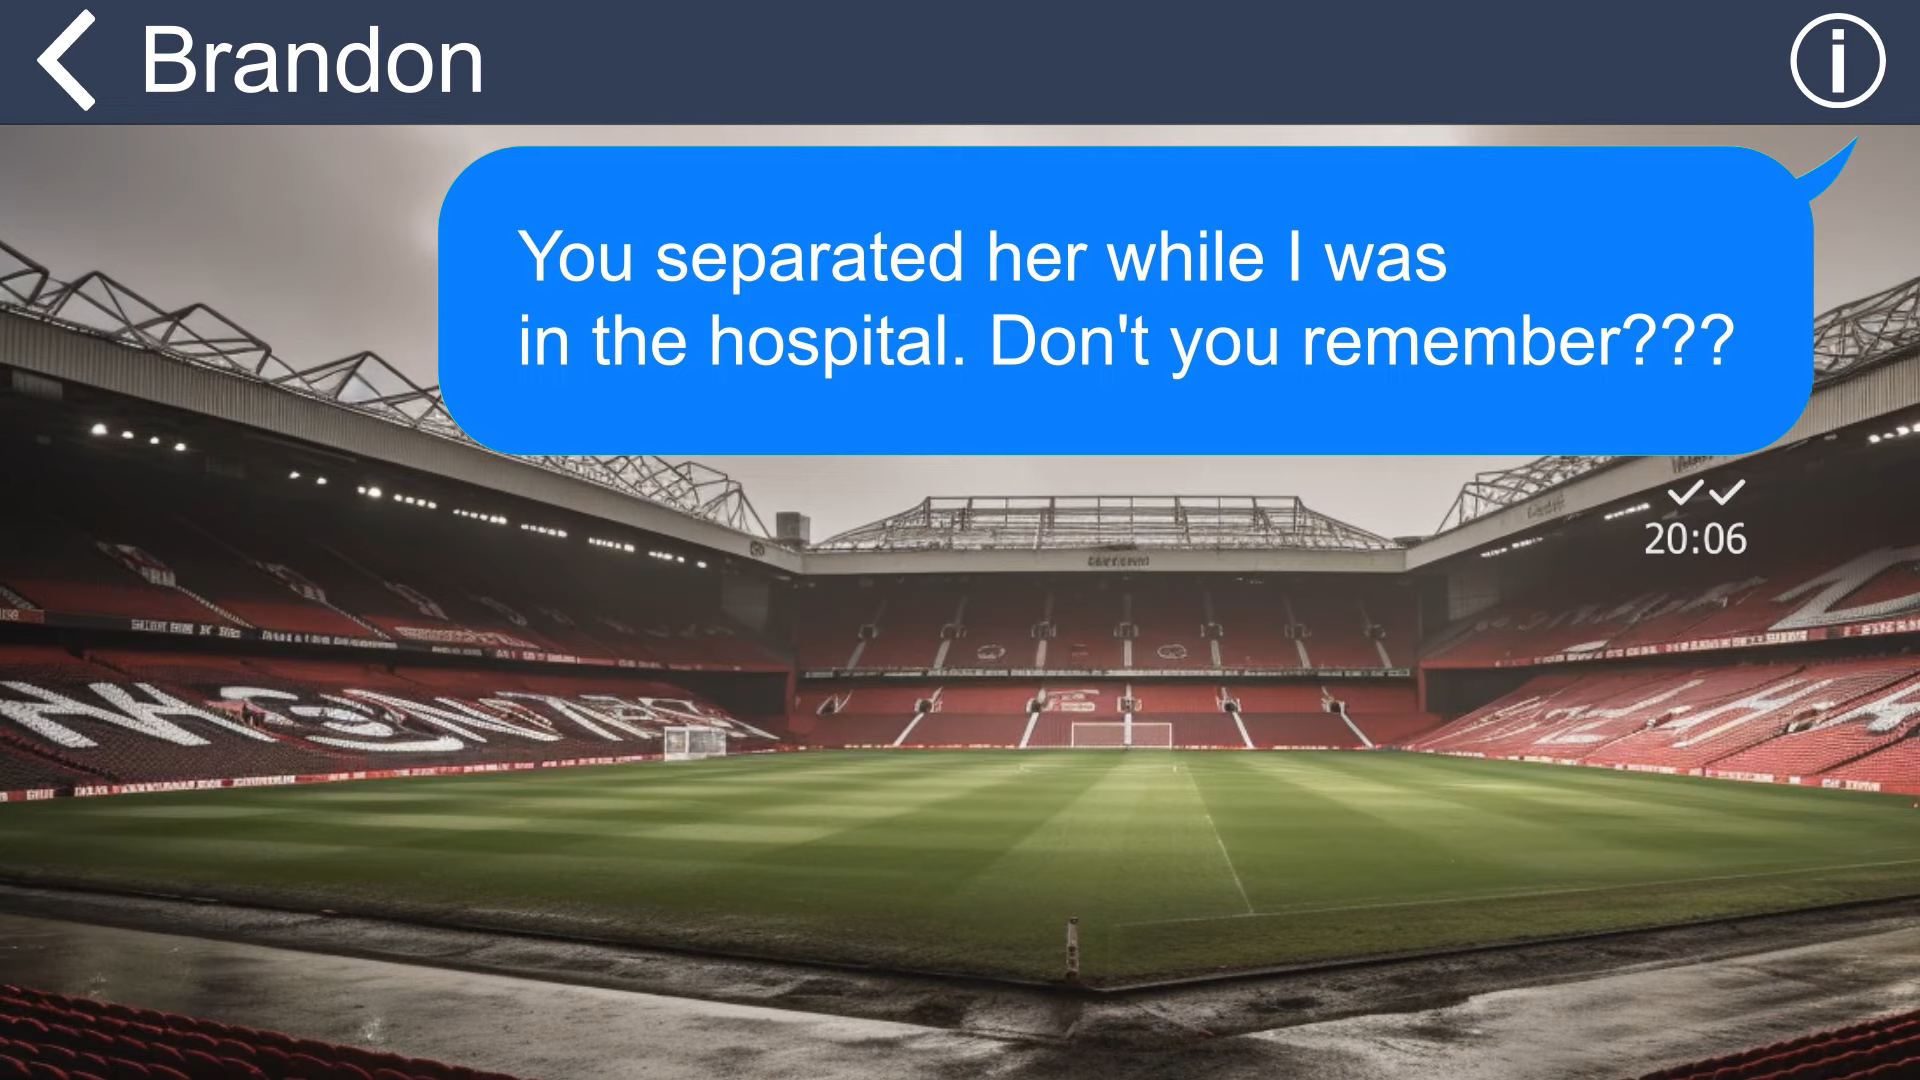 Brandon
You separated her while I was
in the hospital. Don't you remember???
20:06